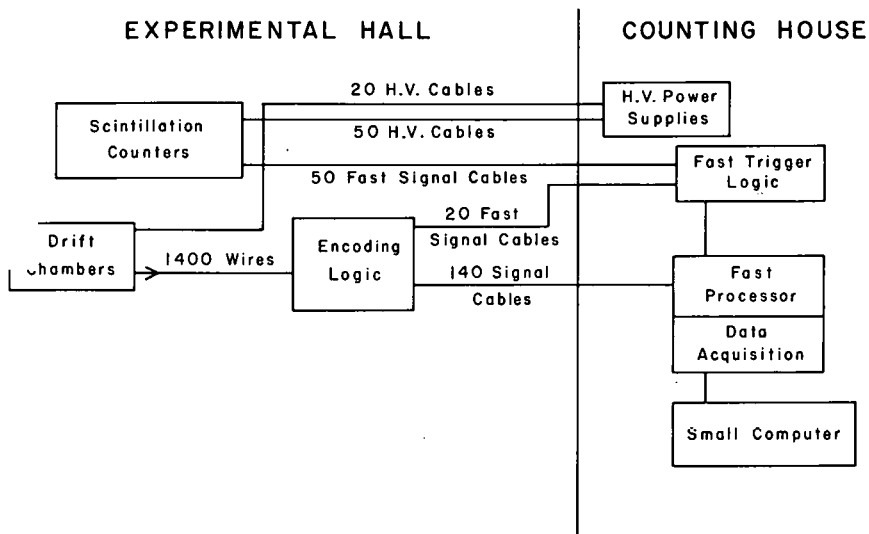 EXPERIMENTAL HALL
COUNTING HOUSE
20 H.V. Cables
H.V. Power
Supplies
Scintillation
Counters
50 H.V. Cables
50 Fast Signal Cables
Fast Trigger
Logic
20 Fast
Signal Cables
Drift
Chambers
1400 Wires
Encoding
Logic
140 Signal
Cables
Fast
Processor
Data
Acquisition
Small Computer